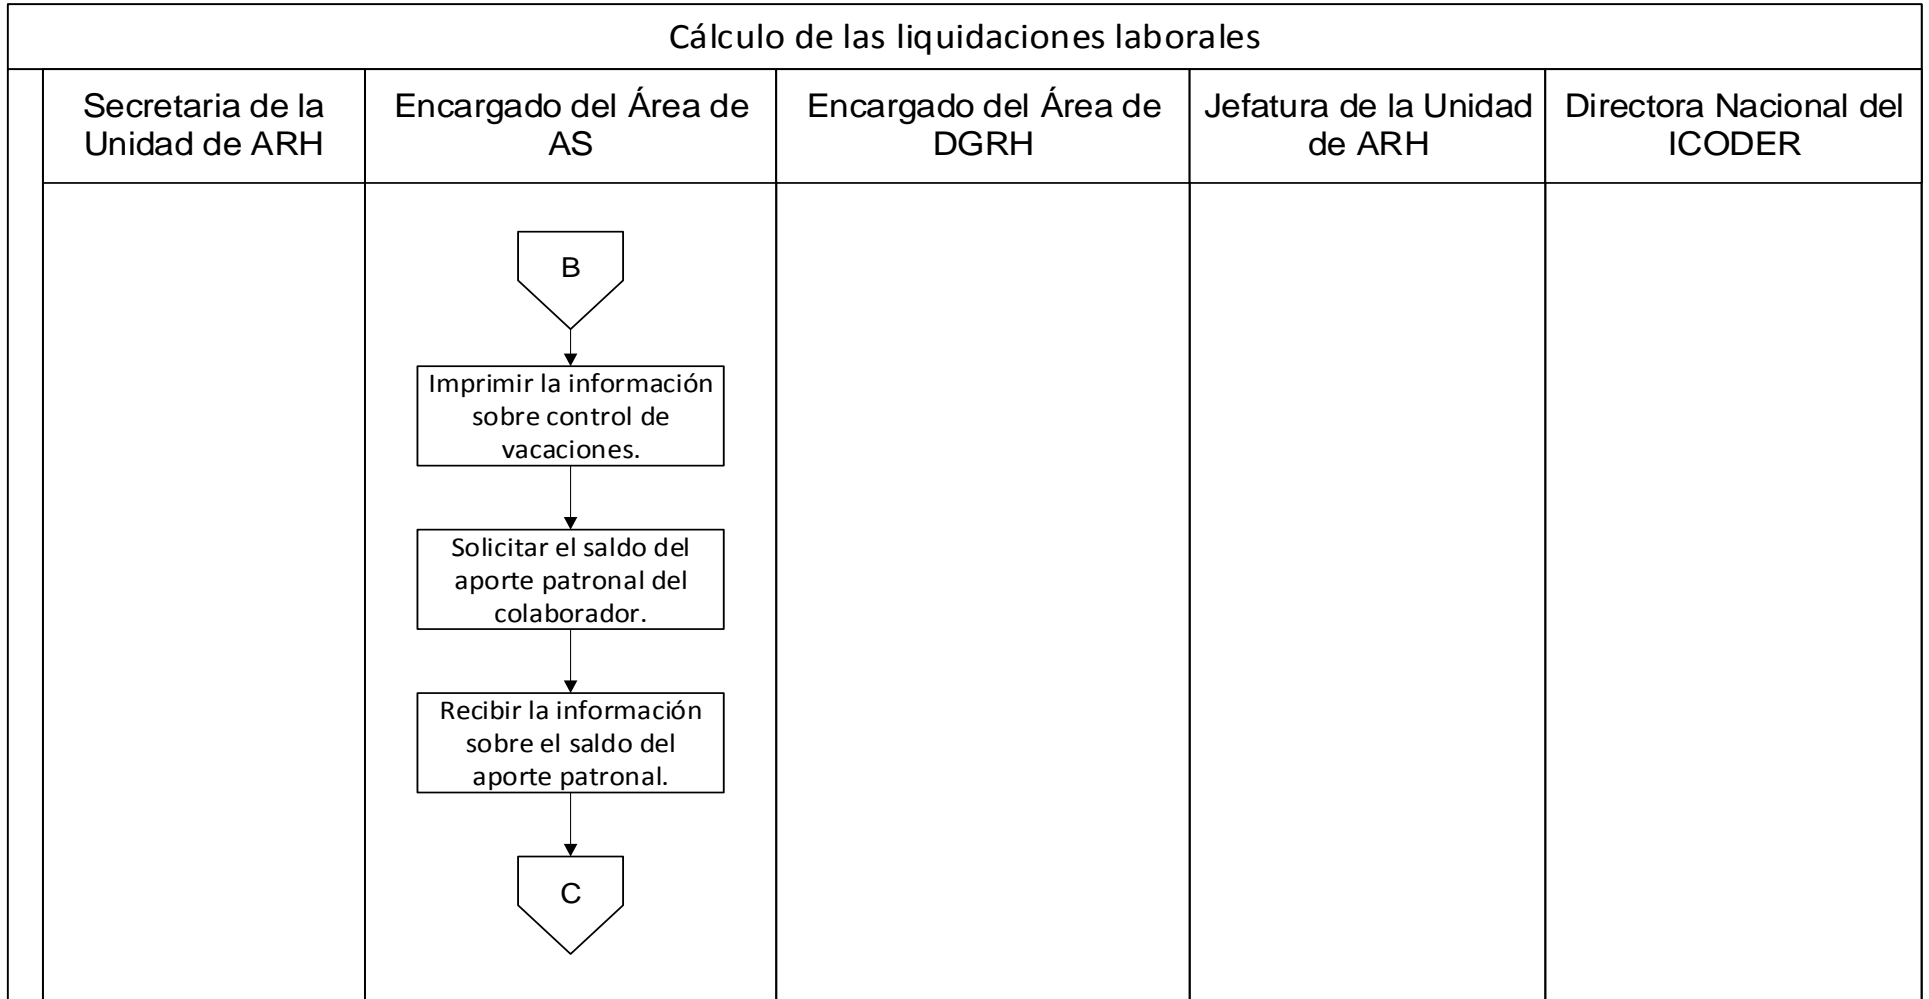 Cálculo de las liquidaciones laborales
Secretaria de la
Unidad de ARH
Encargado del Área de
AS
Encargado del Área de
DGRH
Jefatura de la Unidad
de ARH
Directora Nacional del
ICODER
B
Imprimir la información
sobre control de
vacaciones.
Solicitar el saldo del
aporte patronal del
colaborador.
Recibir la información
sobre el saldo del
aporte patronal.
C